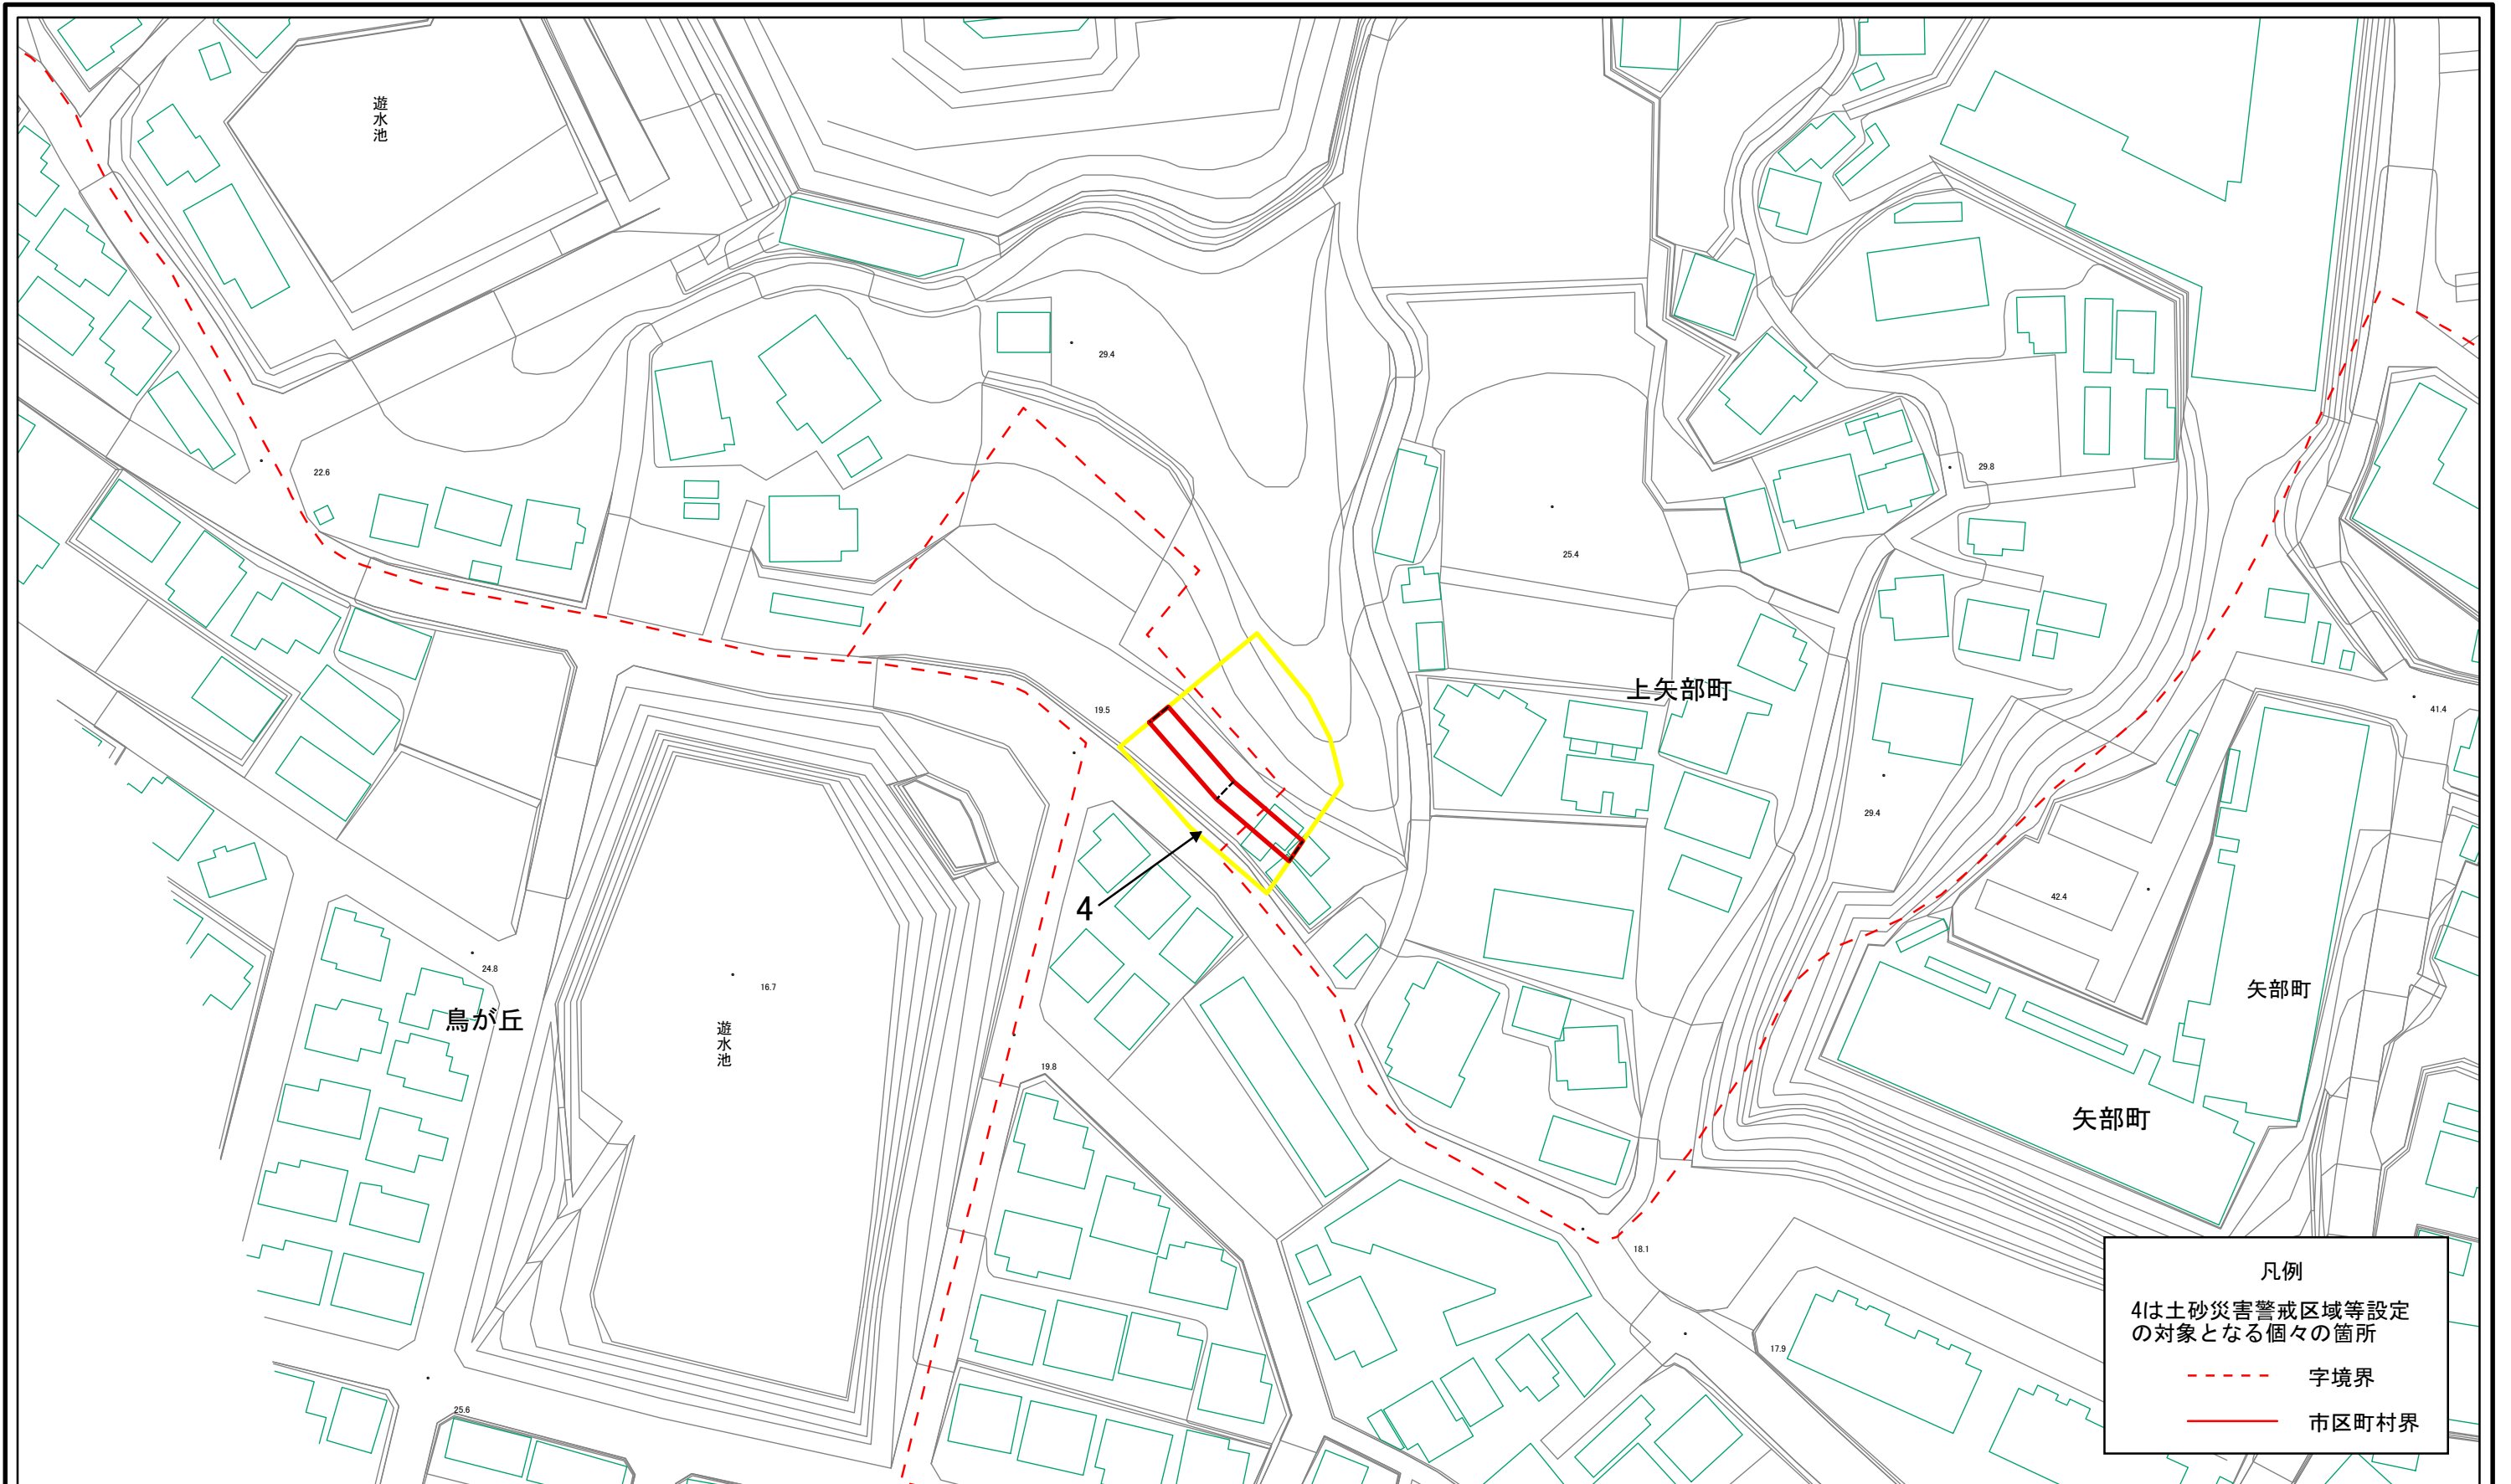 遊水池
29.4
22.6
29.8
25.4
上矢部町
19.5
41.4
29.4
4
42.4
24.8
16.7
矢部町
鳥が丘
遊水池
19.8
矢部町
18.1
17.9
25.6
凡例
4は土砂災害警戒区域等設定
の対象となる個々の箇所
字境界
市区町村界